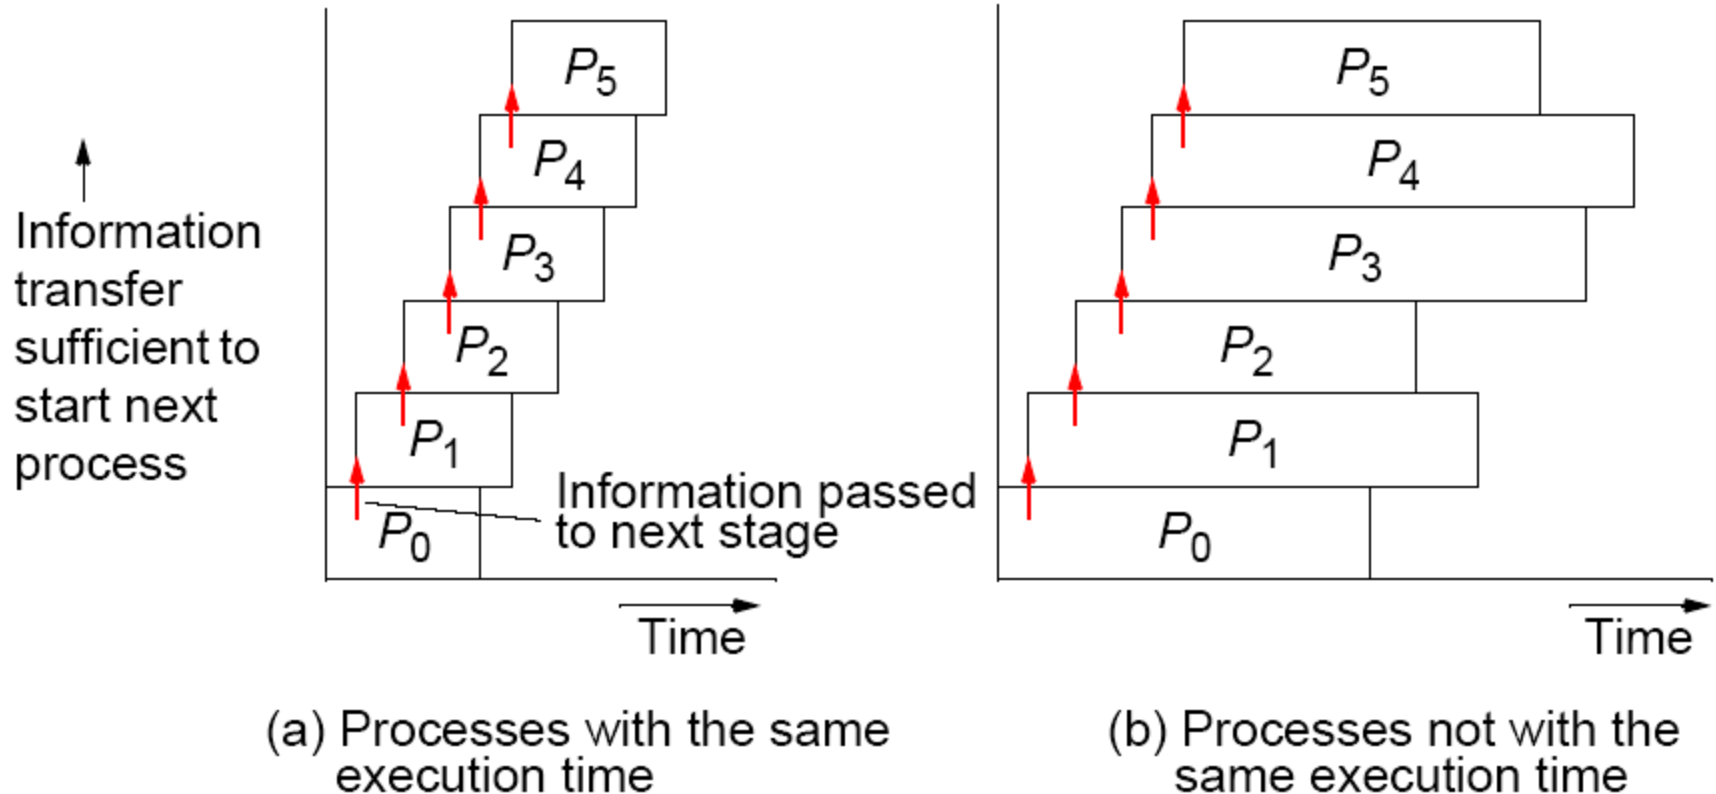 P5
P4
P3
P2
P1
P0
Information
transfer
sufficient to
start next
process
Information passed
to next stage
Time
(a) Processes with the same
execution time
P5
P4
P3
P2
P1
P0
Time
(b) Processes not with the
same execution time